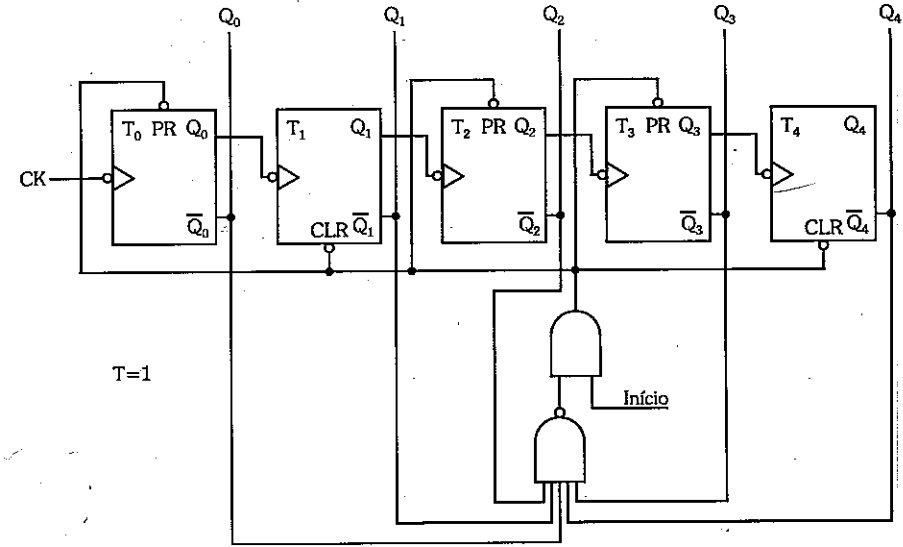 Q₀ Q₁ Q₂ Q₃ Q₄
T₀ PR Q₀ T₁ Q₁ T₂ PR Q₂ T₃ PR Q₃ T₄ Q₄
CK
Q̅₀ CLR Q̅₁ Q̅₂ Q̅₃ CLR Q̅₄
T=1
Início